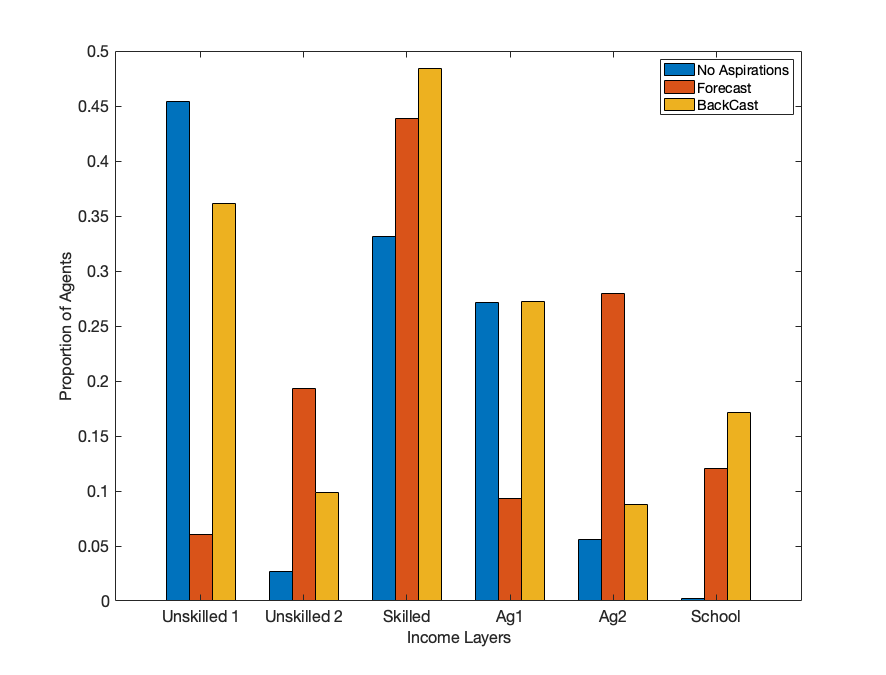 0.5
0.45
0.4
0.35
0.3
0.25
0.2
0.15
0.1
0.05
0
Proportion of Agents
No Aspirations
Forecast
BackCast
Unskilled 1 Unskilled 2 Skilled Ag1 Ag2 School
Income Layers